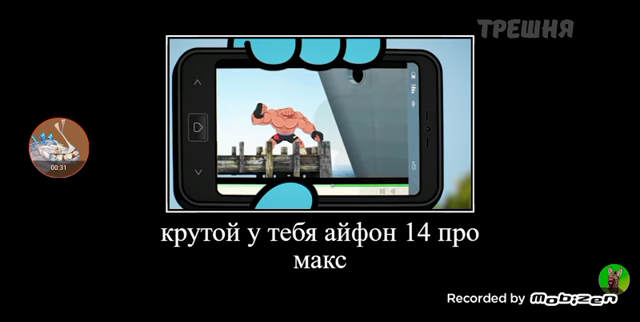 ТРЕШНЯ
00:31
крутой у тебя айфон 14 про
макс
Recorded by mobizen